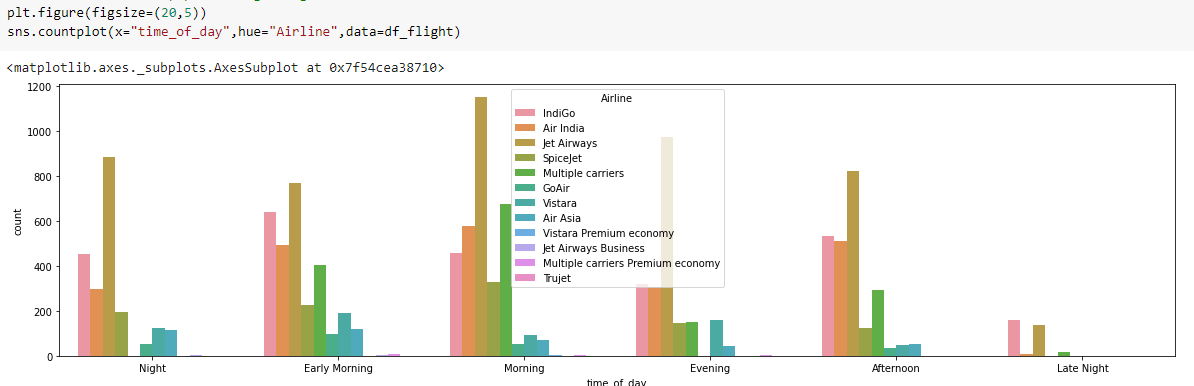 plt.figure(figsize=(20,5))
sns.countplot(x="time_of_day",hue="Airline",data=df_flight)
<matplotlib.axes._subplots.AxesSubplot at 0x7f54cea38710>
1200
1000
800
600
400
200
0
count
Airline
IndiGo
Air India
Jet Airways
SpiceJet
Multiple carriers
GoAir
Vistara
Air Asia
Vistara Premium economy
Jet Airways Business
Multiple carriers Premium economy
Trujet
Night Early Morning Morning Evening Afternoon Late Night
time_of_day